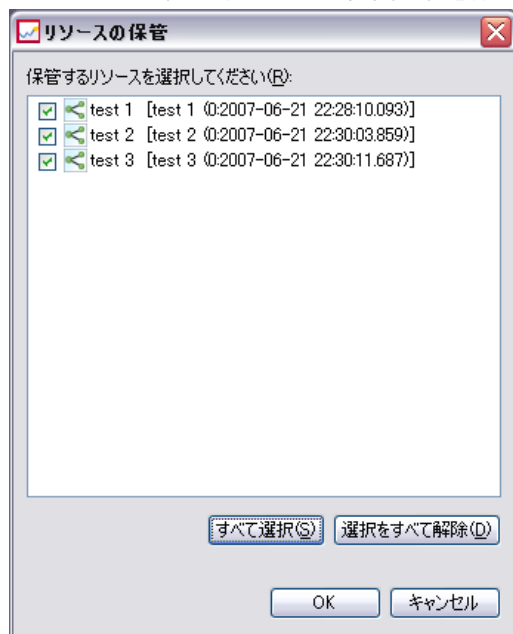 リソースの保管
保管するリソースを選択してください(R):
test 1 [test 1 (0:2007-06-21 22:28:10.093)]
test 2 [test 2 (0:2007-06-21 22:30:03.859)]
test 3 [test 3 (0:2007-06-21 22:30:11.687)]
すべて選択(S) 選択をすべて解除(D)
OK キャンセル